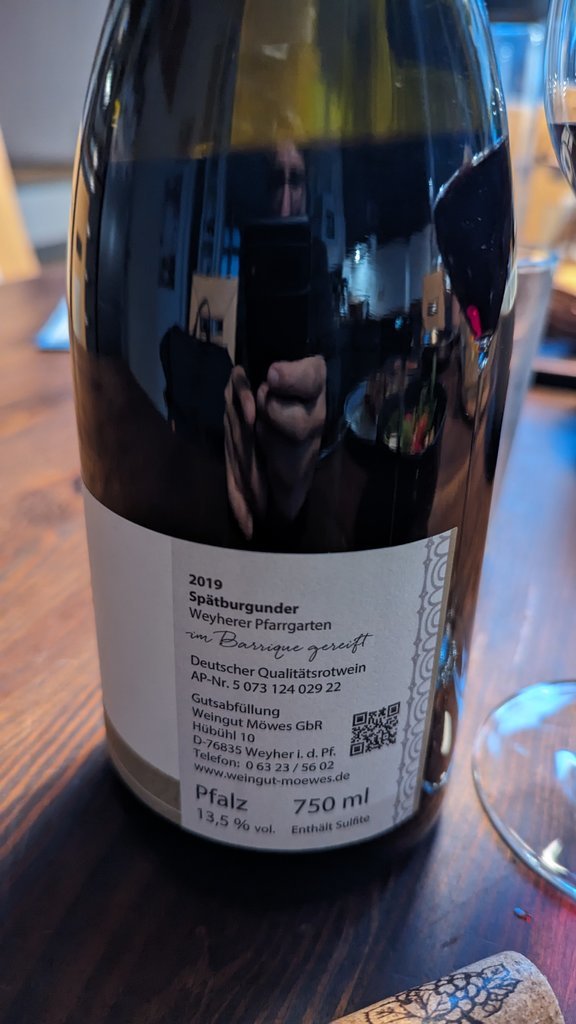 2019
Spätburgunder
Weyherer Pfarrgarten
im Barrique gereift
Deutscher Qualitätsrotwein
AP-Nr. 5 073 124 029 22
Gutsabfüllung
Weingut Möwes GbR
Hübühl 10
D-76835 Weyher i. d. Pf.
Telefon: 0 63 23 / 56 02
www.weingut-moewes.de
Pfalz 750 ml
13,5 % vol. Enthält Sulfite